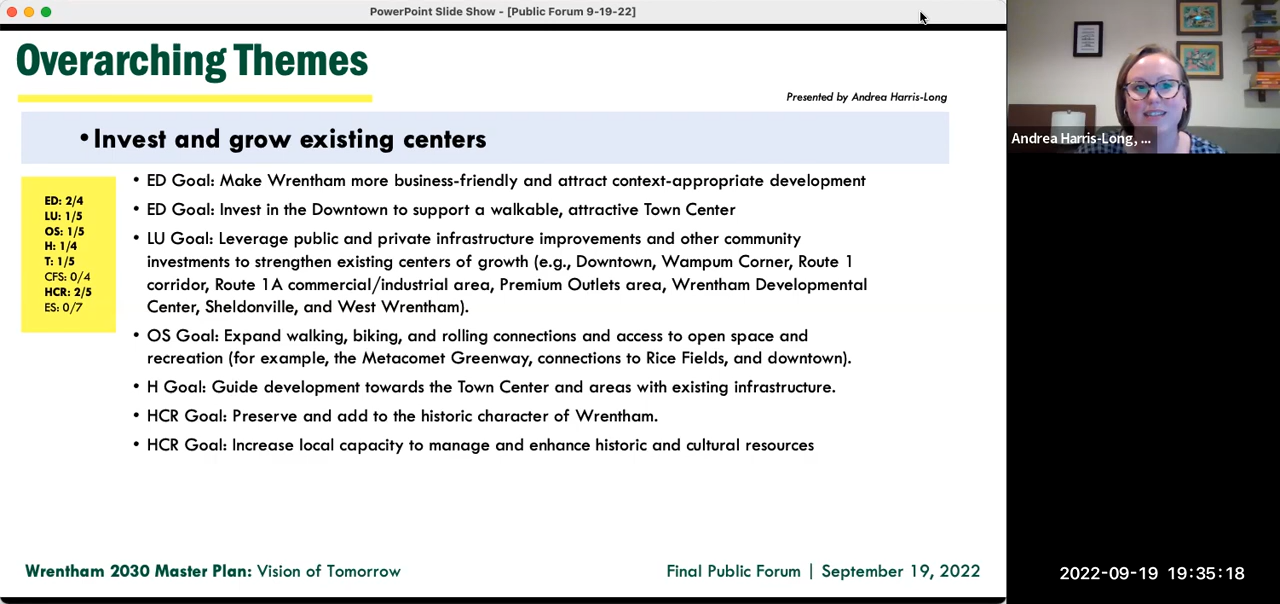 PowerPoint Slide Show - [Public Forum 9-19-22]
Overarching Themes
Presented by Andrea Harris-Long
• Invest and grow existing centers
ED: 2/4
LU: 1/5
OS: 1/5
H: 1/4
T: 1/5
CFS: 0/4
HCR: 2/5
ES: 0/7
• ED Goal: Make Wrentham more business-friendly and attract context-appropriate development
• ED Goal: Invest in the Downtown to support a walkable, attractive Town Center
• LU Goal: Leverage public and private infrastructure improvements and other community
investments to strengthen existing centers of growth (e.g., Downtown, Wampum Corner, Route 1
corridor, Route 1A commercial/industrial area, Premium Outlets area, Wrentham Developmental
Center, Sheldonville, and West Wrentham).
• OS Goal: Expand walking, biking, and rolling connections and access to open space and
recreation (for example, the Metacomet Greenway, connections to Rice Fields, and downtown).
• H Goal: Guide development towards the Town Center and areas with existing infrastructure.
• HCR Goal: Preserve and add to the historic character of Wrentham.
• HCR Goal: Increase local capacity to manage and enhance historic and cultural resources
Wrentham 2030 Master Plan: Vision of Tomorrow
Final Public Forum | September 19, 2022
Andrea Harris-Long, ...
2022-09-19 19:35:18